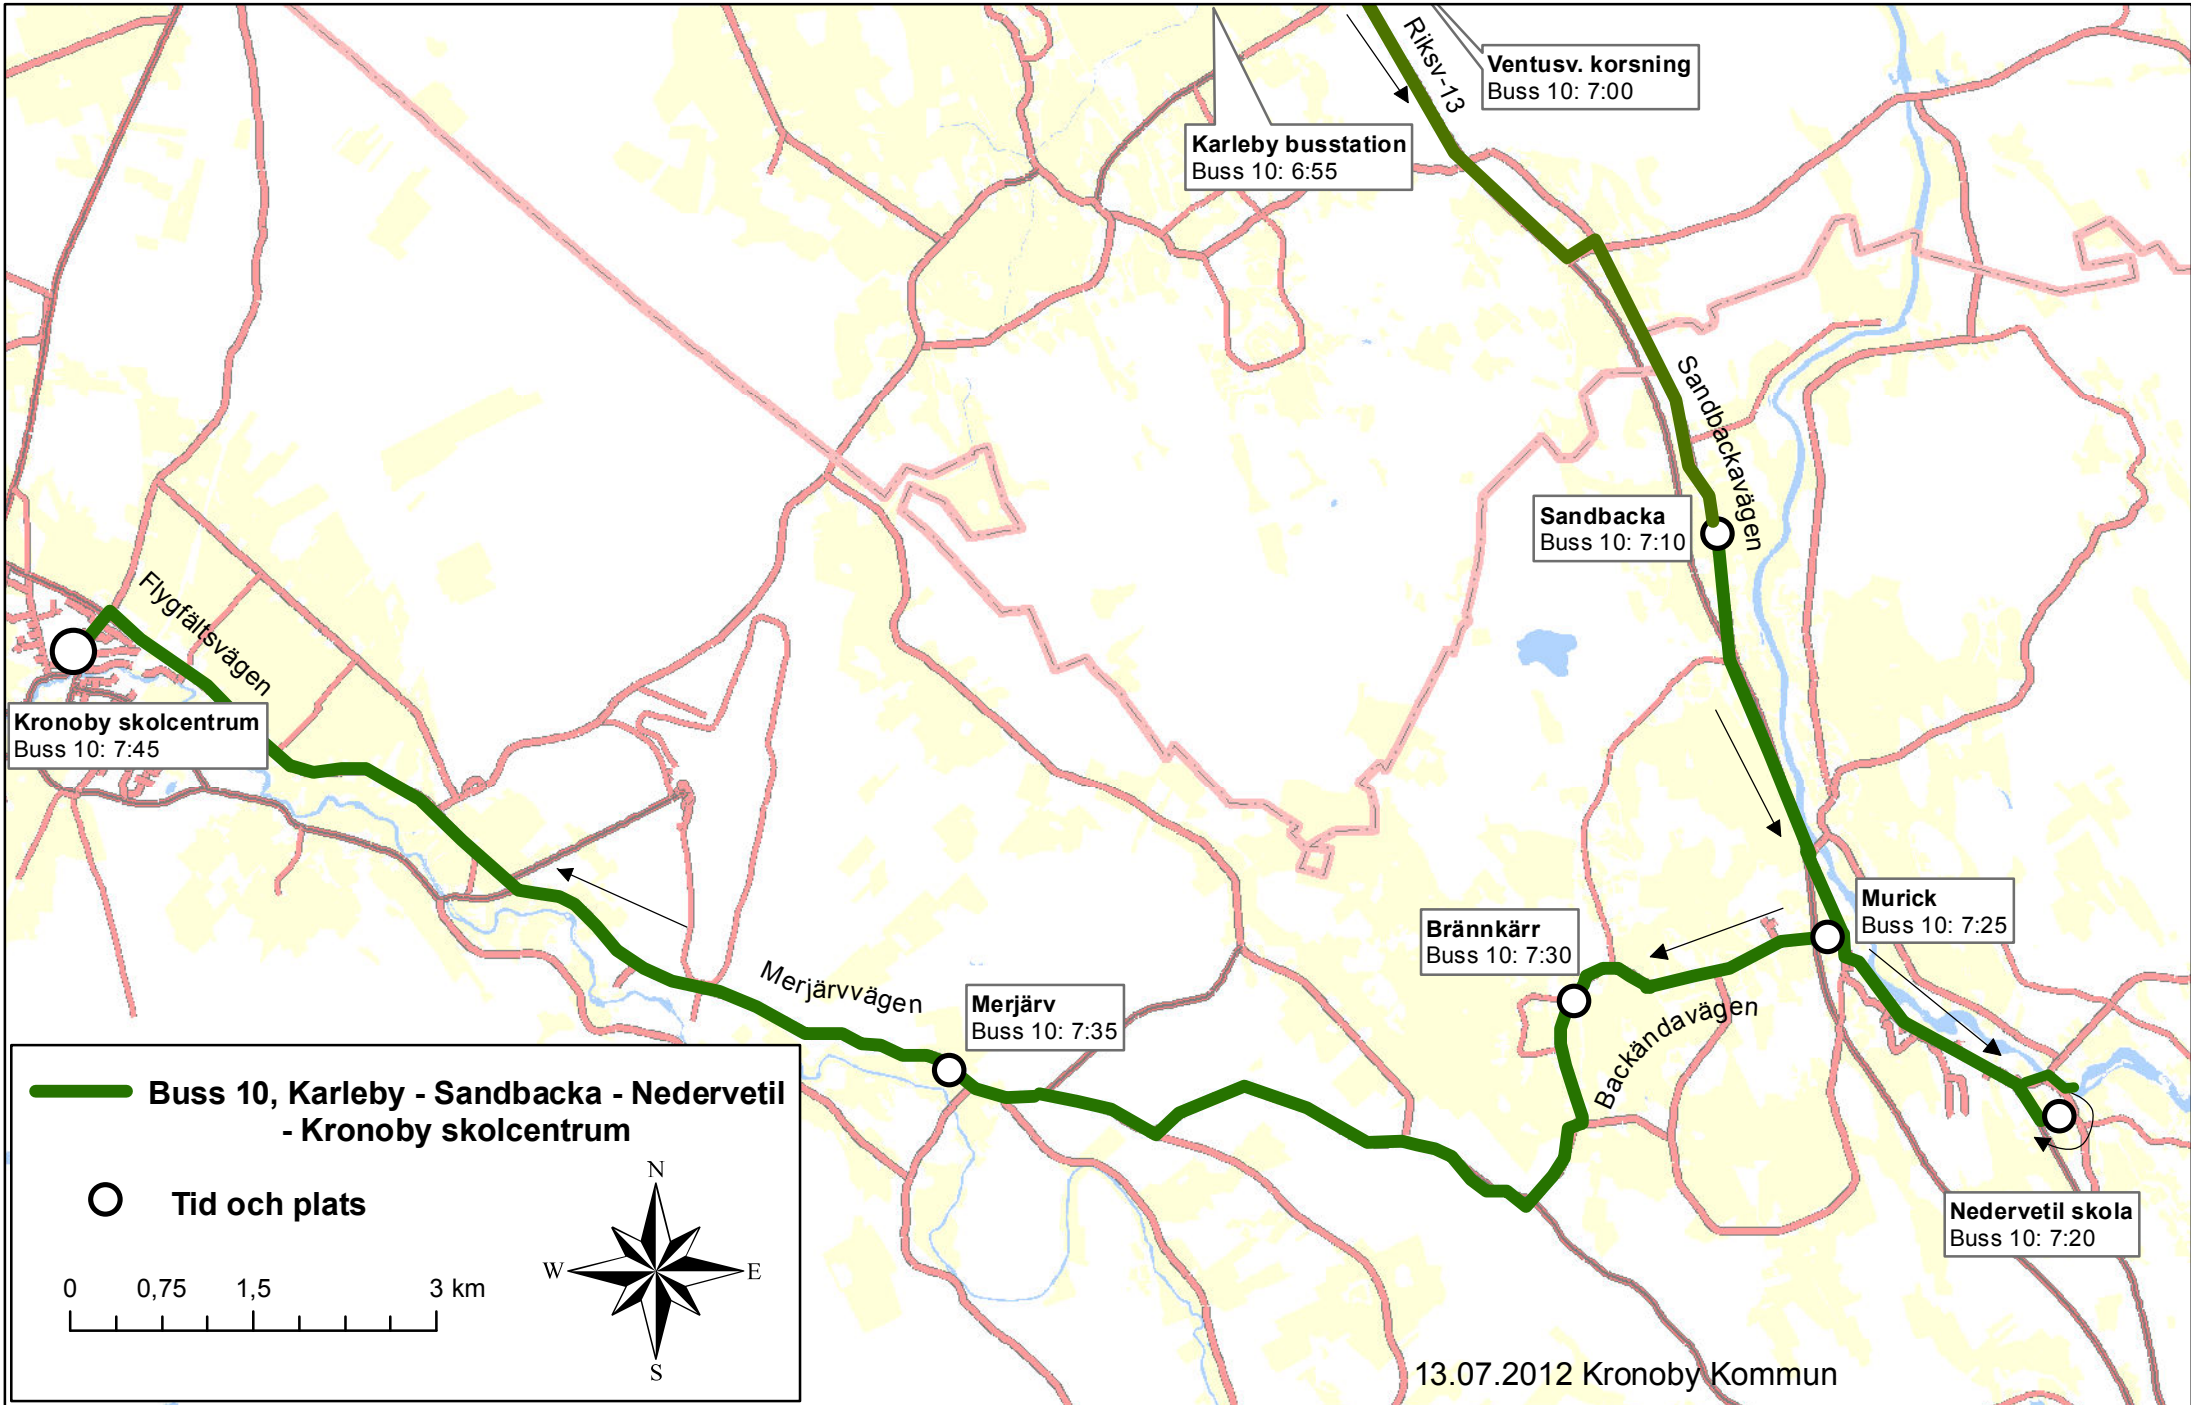 Riksv-13
Ventusv. korsning
Buss 10: 7:00
Karleby busstation
Buss 10: 6:55
Sandbackavägen
Sandbacka
Buss 10: 7:10
Flygfältsvägen
Kronoby skolcentrum
Buss 10: 7:45
Murick
Buss 10: 7:25
Brännkärr
Buss 10: 7:30
Merjärvvägen
Merjärv
Buss 10: 7:35
Backändavägen
Nedervetil skola
Buss 10: 7:20
Buss 10, Karleby - Sandbacka - Nedervetil
- Kronoby skolcentrum
Tid och plats
N
W E
S
0 0,75 1,5 3 km
13.07.2012 Kronoby Kommun